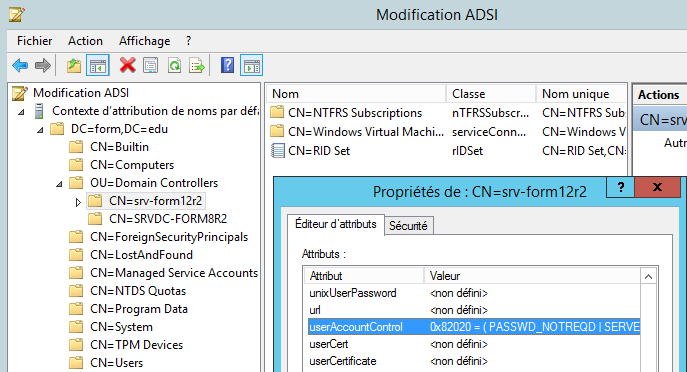 Modification ADSI
Fichier Action Affichage ?
Modification ADSI
Contexte d'attribution de noms par défa
DC=form,DC=edu
CN=Builtin
CN=Computers
OU=Domain Controllers
CN=srv-form12r2
CN=SRVDC-FORM8R2
CN=ForeignSecurityPrincipals
CN=LostAndFound
CN=Managed Service Accounts
CN=NTDS Quotas
CN=Program Data
CN=System
CN=TPM Devices
CN=Users
Nom Classe Nom unique
CN=NTFRS Subscriptions nTFRSSubscr... CN=NTFRS Sub
CN=Windows Virtual Machi... serviceConn... CN=Windows V
CN=RID Set rIDSet CN=RID Set,CN
Actions
CN=srv
Autr
Propriétés de : CN=srv-form12r2 ? x
Éditeur d'attributs Sécurité
Attributs :
Attribut Valeur
unixUserPassword <non défini>
url <non défini>
userAccountControl 0x82020 = ( PASSWD_NOTREQD | SERVE
userCert <non défini>
userCertificate <non défini>